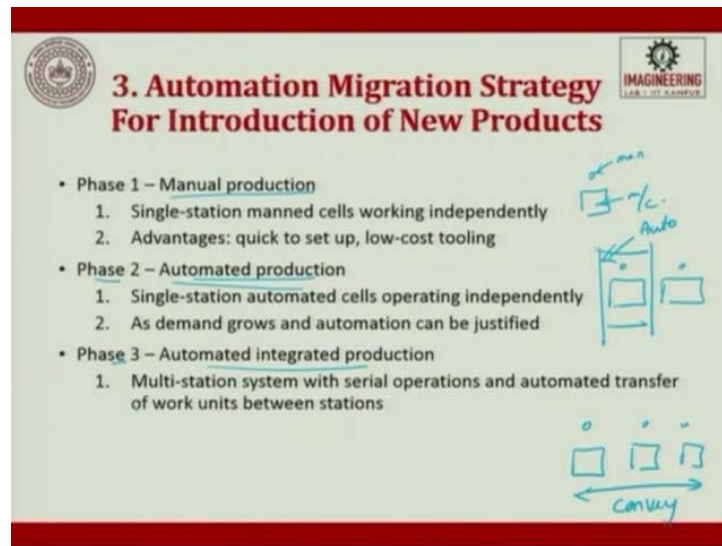 3. Automation Migration Strategy
For Introduction of New Products
IMAGINEERING
LAB | IIT KANPUR
• Phase 1 – Manual production
1. Single-station manned cells working independently
2. Advantages: quick to set up, low-cost tooling
• Phase 2 – Automated production
1. Single-station automated cells operating independently
2. As demand grows and automation can be justified
• Phase 3 – Automated integrated production
1. Multi-station system with serial operations and automated transfer
of work units between stations
man
m/c.
Auto
Convey